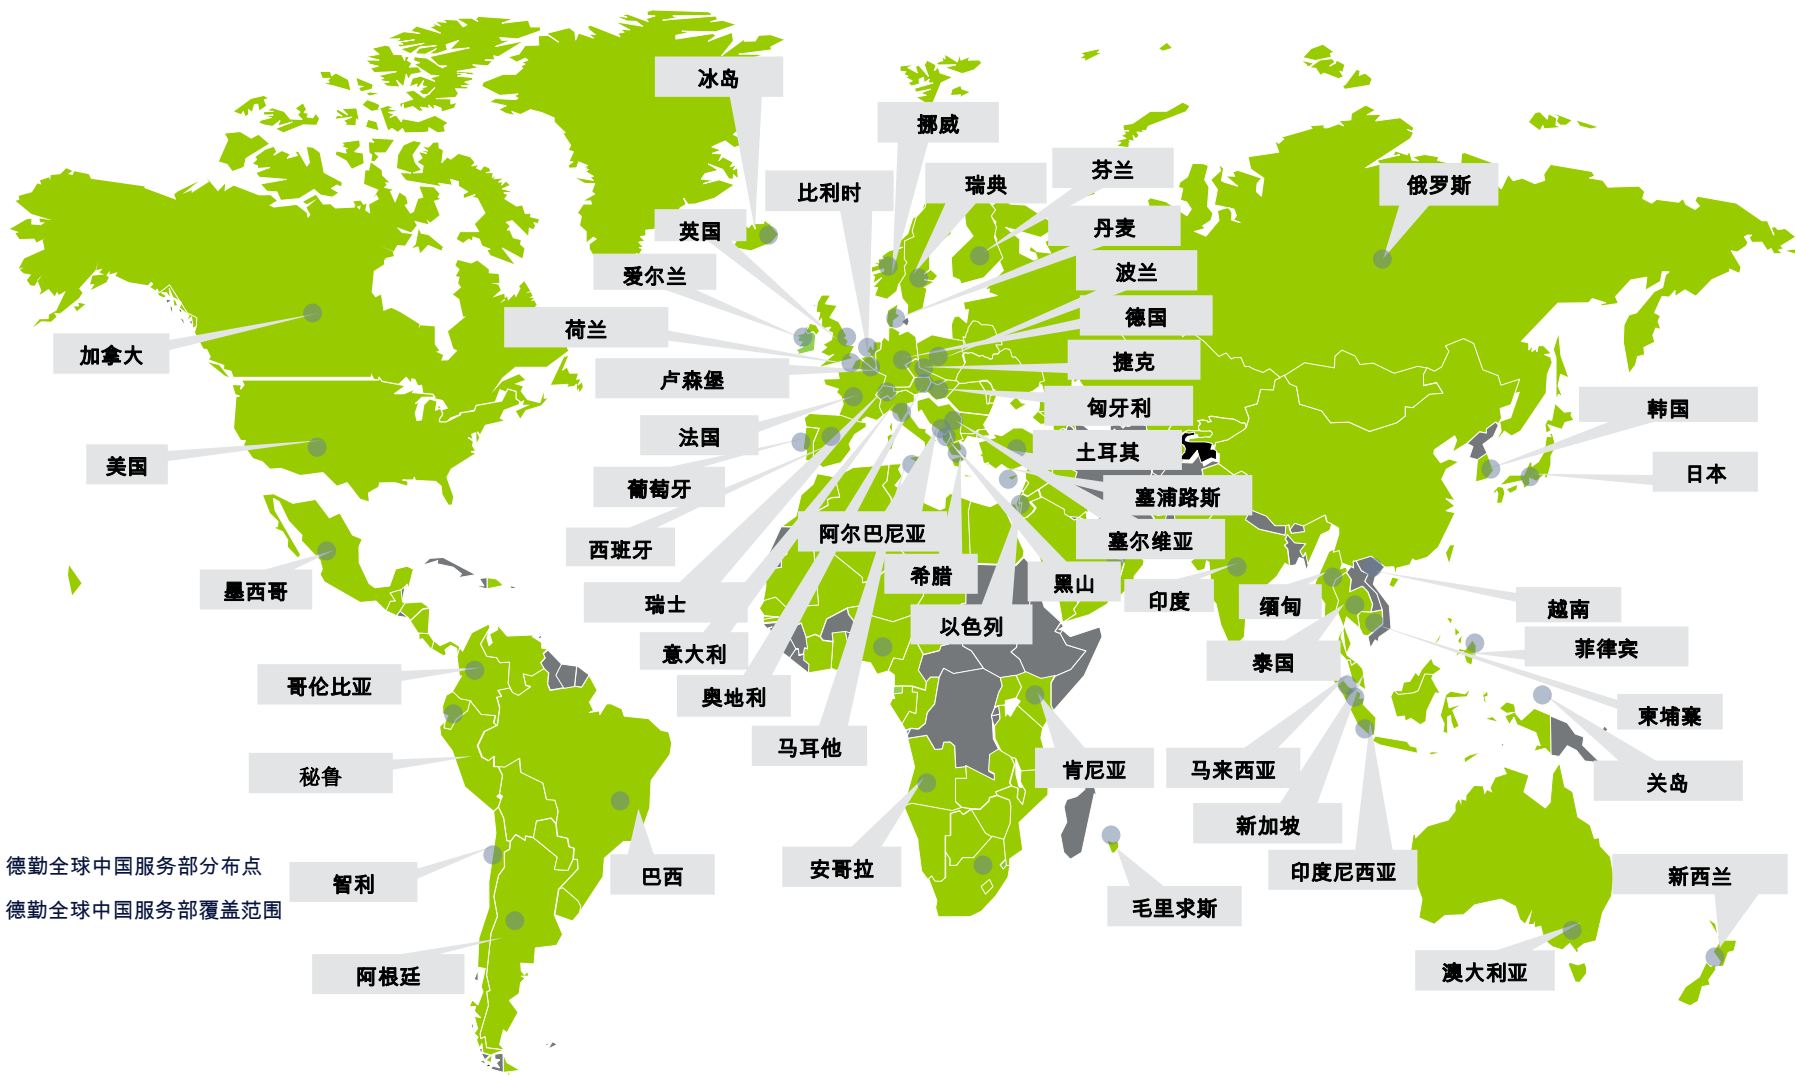 冰岛
挪威
芬兰
比利时
瑞典
俄罗斯
英国
丹麦
爱尔兰
波兰
荷兰
德国
加拿大
捷克
卢森堡
匈牙利
韩国
法国
土耳其
美国
日本
葡萄牙
塞浦路斯
阿尔巴尼亚
塞尔维亚
西班牙
希腊
黑山
墨西哥
印度
缅甸
越南
瑞士
以色列
意大利
菲律宾
泰国
哥伦比亚
奥地利
柬埔寨
马耳他
秘鲁
肯尼亚
马来西亚
关岛
新加坡
德勤全球中国服务部分布点
安哥拉
印度尼西亚
新西兰
巴西
智利
德勤全球中国服务部覆盖范围
毛里求斯
澳大利亚
阿根廷